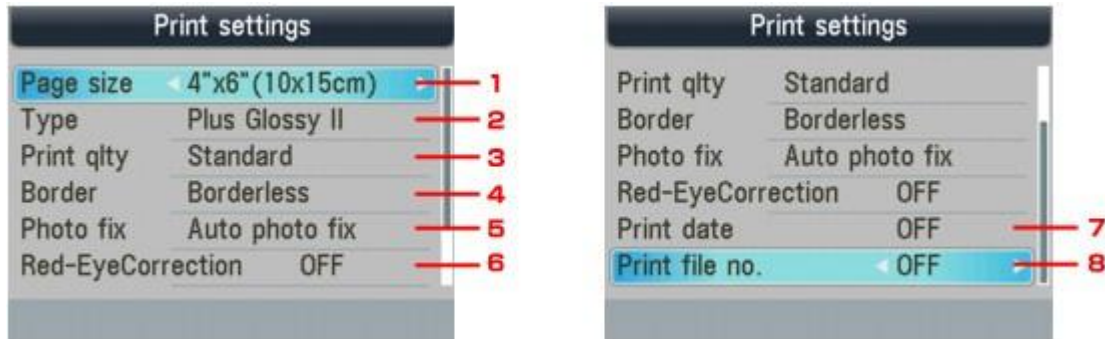 Print settings
Page size 4"x6"(10x15cm) 1
Type Plus Glossy II 2
Print qlty Standard 3
Border Borderless 4
Photo fix Auto photo fix 5
Red-EyeCorrection OFF 6
Print settings
Print qlty Standard
Border Borderless
Photo fix Auto photo fix
Red-EyeCorrection OFF
Print date OFF 7
Print file no. OFF 8